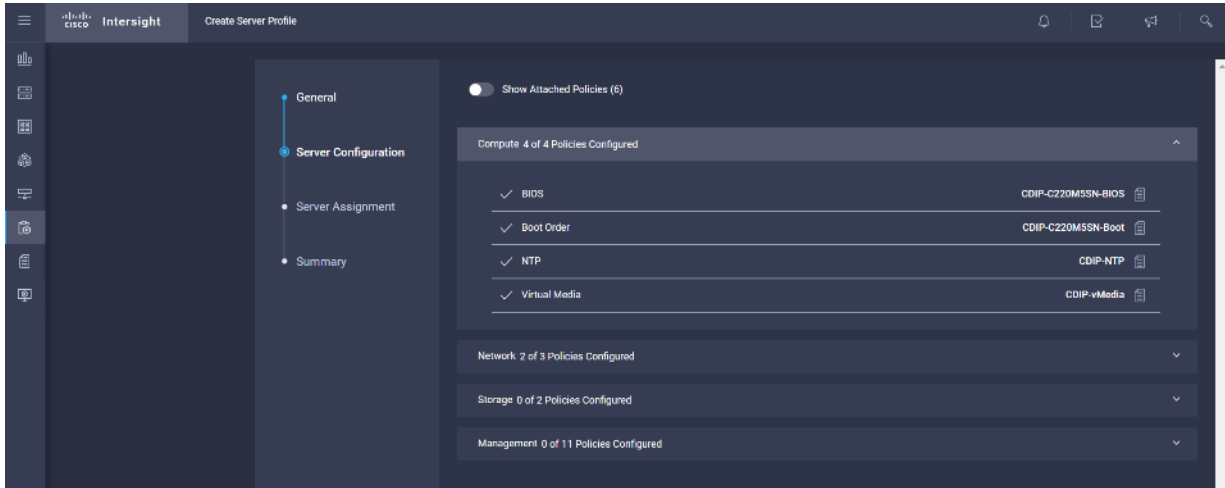 cisco Intersight
Create Server Profile
General
Server Configuration
Server Assignment
Summary
Show Attached Policies (6)
Compute 4 of 4 Policies Configured
BIOS CDIP-C220M5SN-BIOS
Boot Order CDIP-C220M5SN-Boot
NTP CDIP-NTP
Virtual Media CDIP-vMedia
Network 2 of 3 Policies Configured
Storage 0 of 2 Policies Configured
Management 0 of 11 Policies Configured